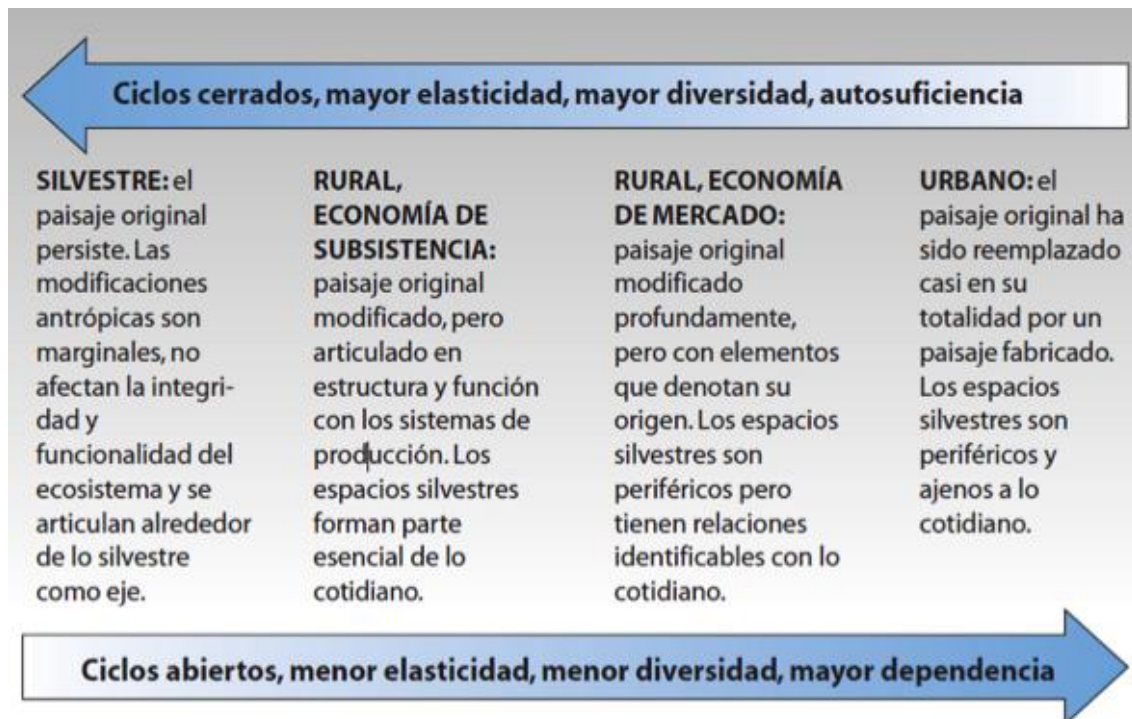 Ciclos cerrados, mayor elasticidad, mayor diversidad, autosuficiencia
SILVESTRE: el
paisaje original
persiste. Las
modificaciones
antrópicas son
marginales, no
afectan la integri-
dad y
funcionalidad del
ecosistema y se
articulan alrededor
de lo silvestre
como eje.
RURAL,
ECONOMÍA DE
SUBSISTENCIA:
paisaje original
modificado, pero
articulado en
estructura y función
con los sistemas de
producción. Los
espacios silvestres
forman parte
esencial de lo
cotidiano.
RURAL, ECONOMÍA
DE MERCADO:
paisaje original
modificado
profundamente,
pero con elementos
que denotan su
origen. Los espacios
silvestres son
periféricos pero
tienen relaciones
identificables con lo
cotidiano.
URBANO: el
paisaje original ha
sido reemplazado
casi en su
totalidad por un
paisaje fabricado.
Los espacios
silvestres son
periféricos y
ajenos a lo
cotidiano.
Ciclos abiertos, menor elasticidad, menor diversidad, mayor dependencia